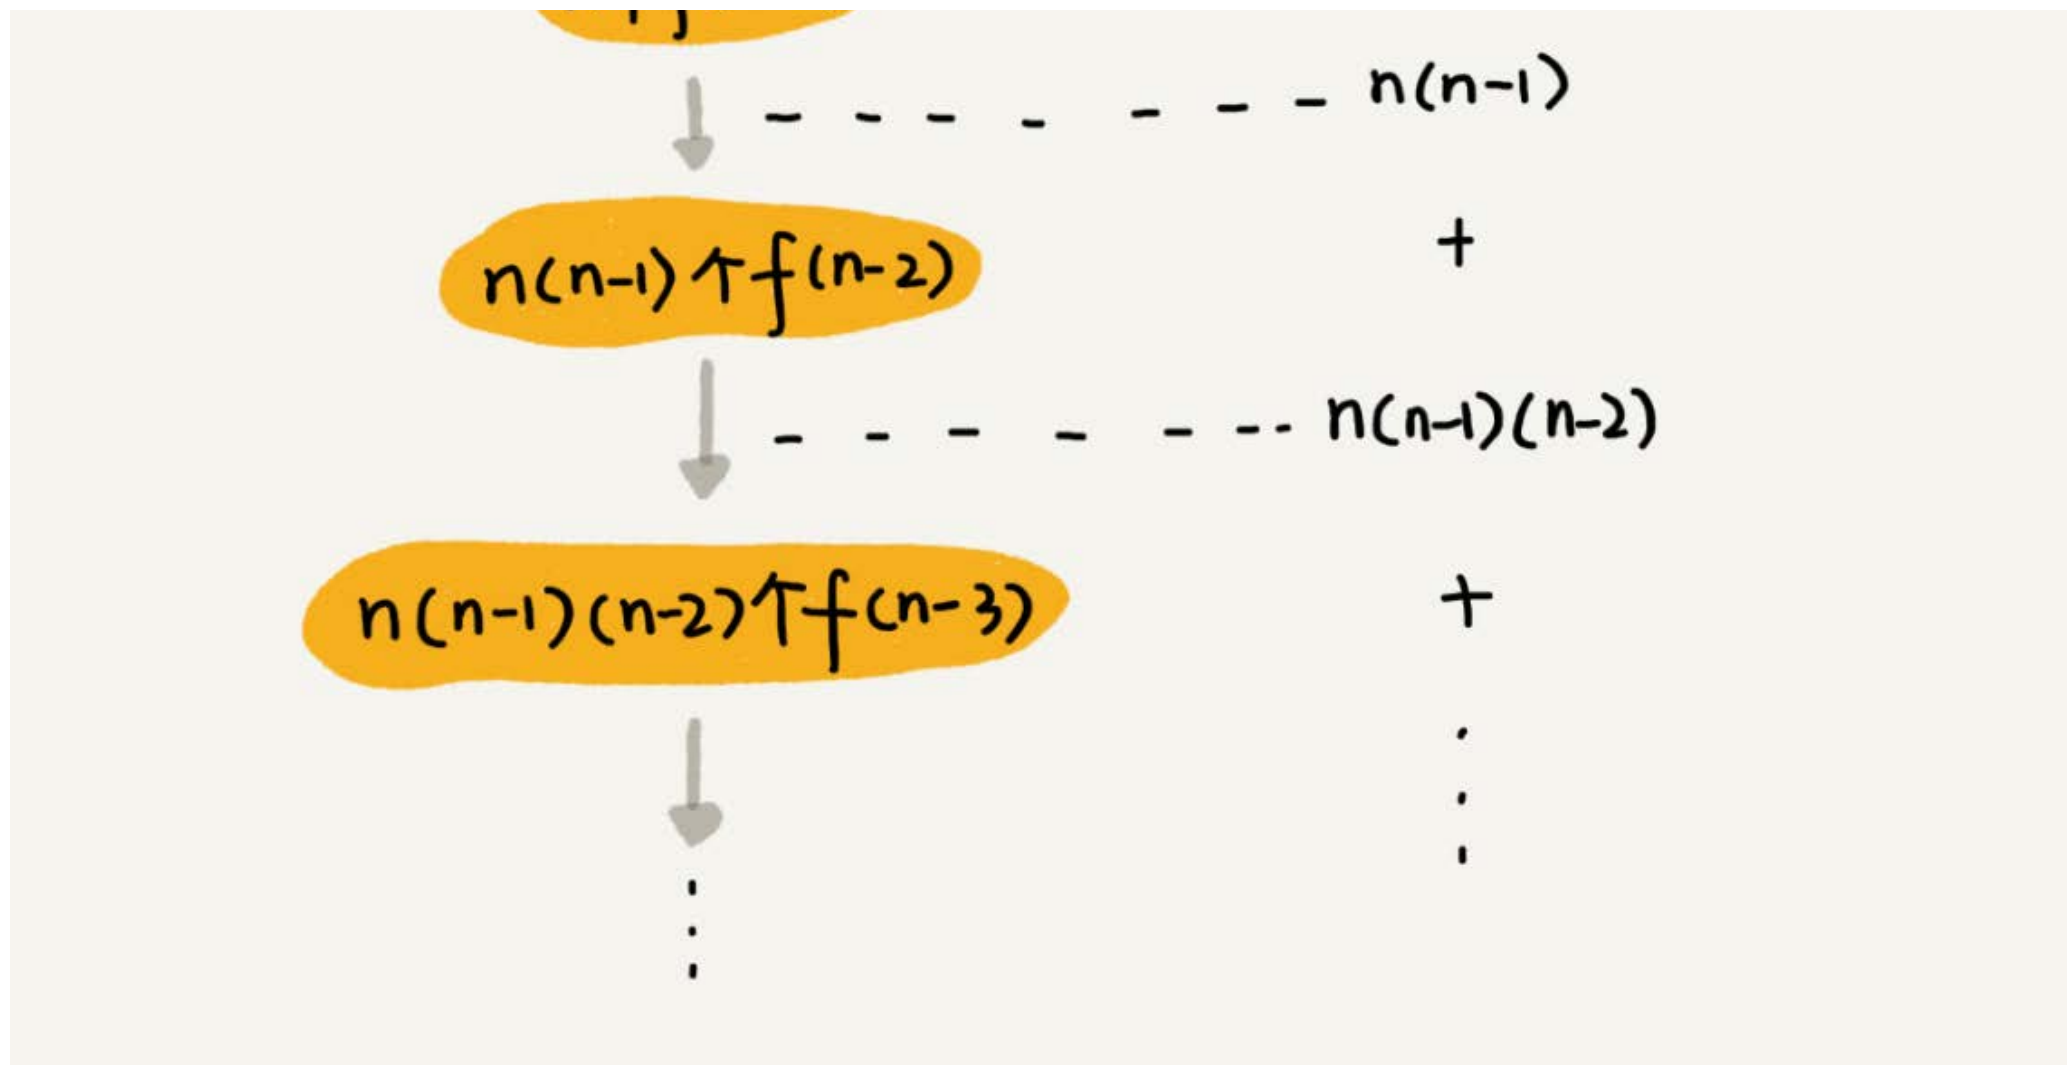 n(n-1)
n(n-1)个f(n-2)
+
n(n-1)(n-2)
n(n-1)(n-2)个f(n-3)
+